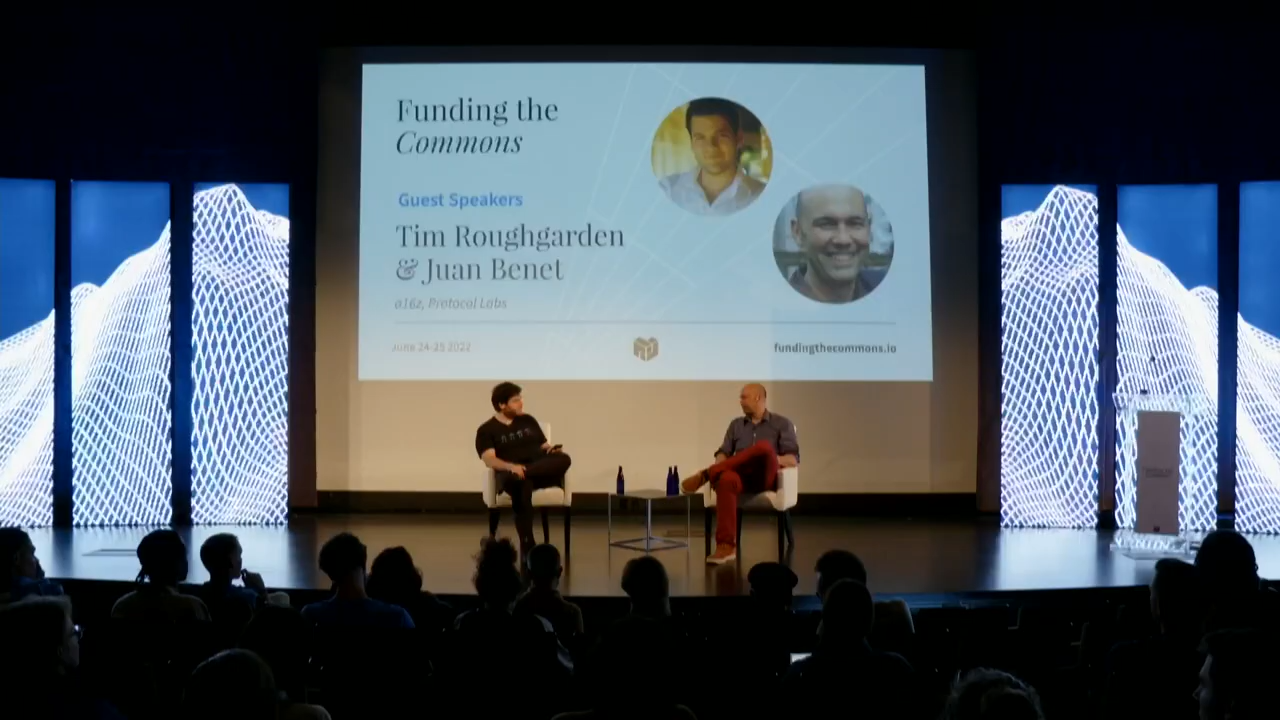 Funding the
Commons
Guest Speakers
Tim Roughgarden
& Juan Benet
a16z, Protocol Labs
June 24-25 2022
fundingthecommons.io